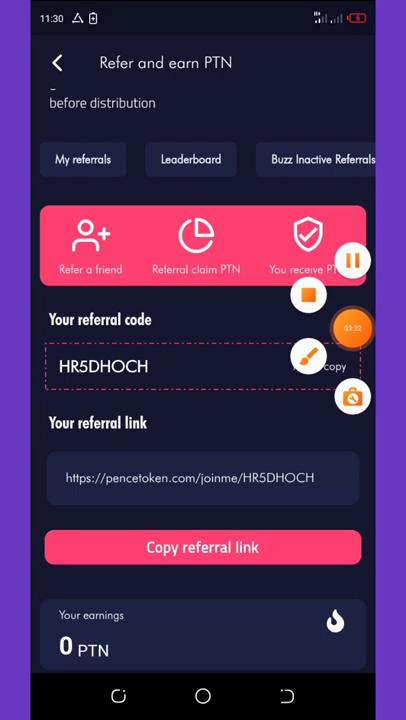 11:30
Refer and earn PTN
before distribution
My referrals
Leaderboard
Buzz Inactive Referrals
Refer a friend
Referral claim PTN
You receive
03:22
Your referral code
HR5DHOCH
copy
Your referral link
https://pencetoken.com/joinme/HR5DHOCH
Copy referral link
Your earnings
0 PTN